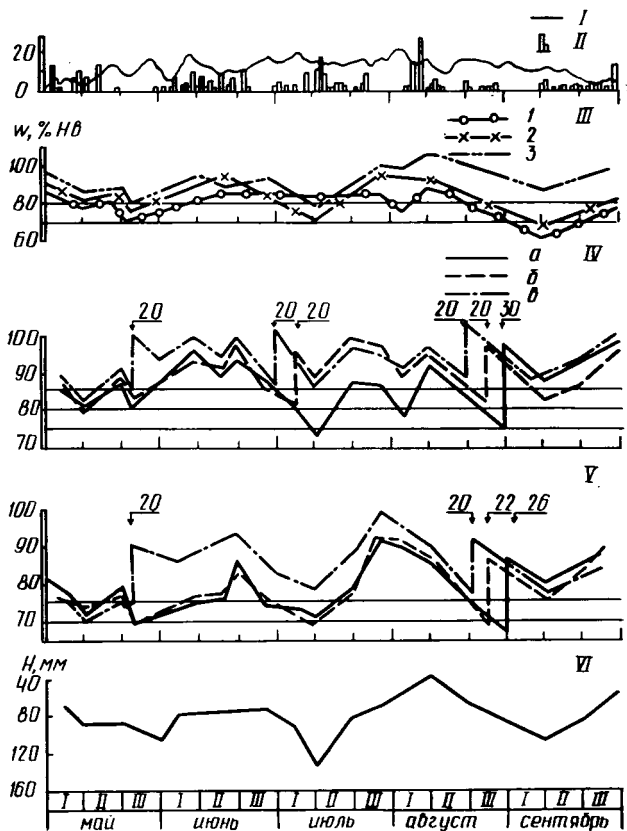 I
20
II
0
W, % Нв
III
1
100
2
3
80
60
а
IV
б
в
20
20
20
20
20
30
100
90
80
70
V
100
20
20
22
26
90
80
70
H, мм
VI
40
80
120
160
I II III I II III I II III I II III I II III
май июнь июль август сентябрь